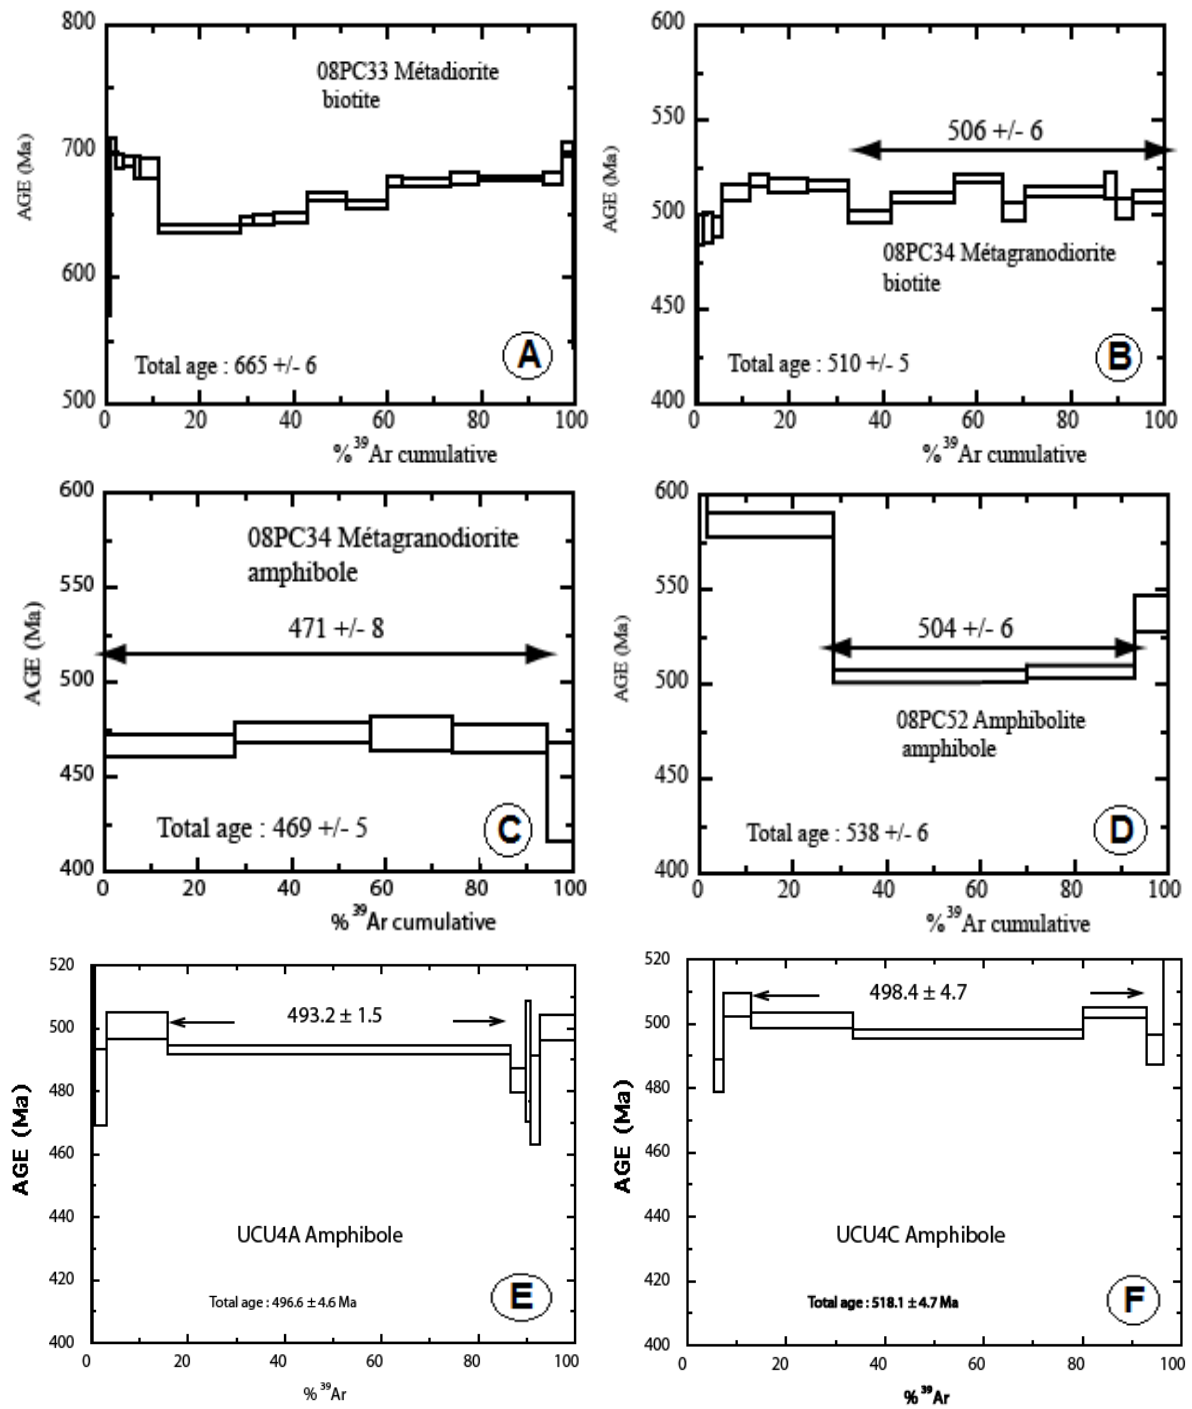 800
700
600
500
AGE (Ma)
08PC33 Métadiorite
biotite
Total age : 665 +/- 6
A
0 20 40 60 80 100
% 39Ar cumulative
600
550
500
450
400
AGE (Ma)
506 +/- 6
08PC34 Métagranodiorite
biotite
Total age : 510 +/- 5
B
0 20 40 60 80 100
% 39Ar cumulative
600
550
500
450
400
AGE (Ma)
08PC34 Métagranodiorite
amphibole
471 +/- 8
Total age : 469 +/- 5
C
0 20 40 60 80 100
% 39Ar cumulative
600
550
500
450
400
AGE (Ma)
504 +/- 6
08PC52 Amphibolite
amphibole
Total age : 538 +/- 6
D
0 20 40 60 80 100
% 39Ar cumulative
520
500
480
460
440
420
400
AGE (Ma)
493.2 ± 1.5
UCU4A Amphibole
Total age : 496.6 ± 4.6 Ma
E
0 20 40 60 80 100
% 39Ar
520
500
480
460
440
420
400
AGE (Ma)
498.4 ± 4.7
UCU4C Amphibole
Total age : 518.1 ± 4.7 Ma
F
0 20 40 60 80 100
% 39Ar